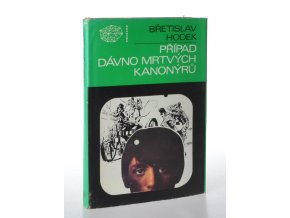 BŘETISLAV
HODEK
PŘÍPAD
DÁVNO MRTVÝCH
KANONÝRŮ